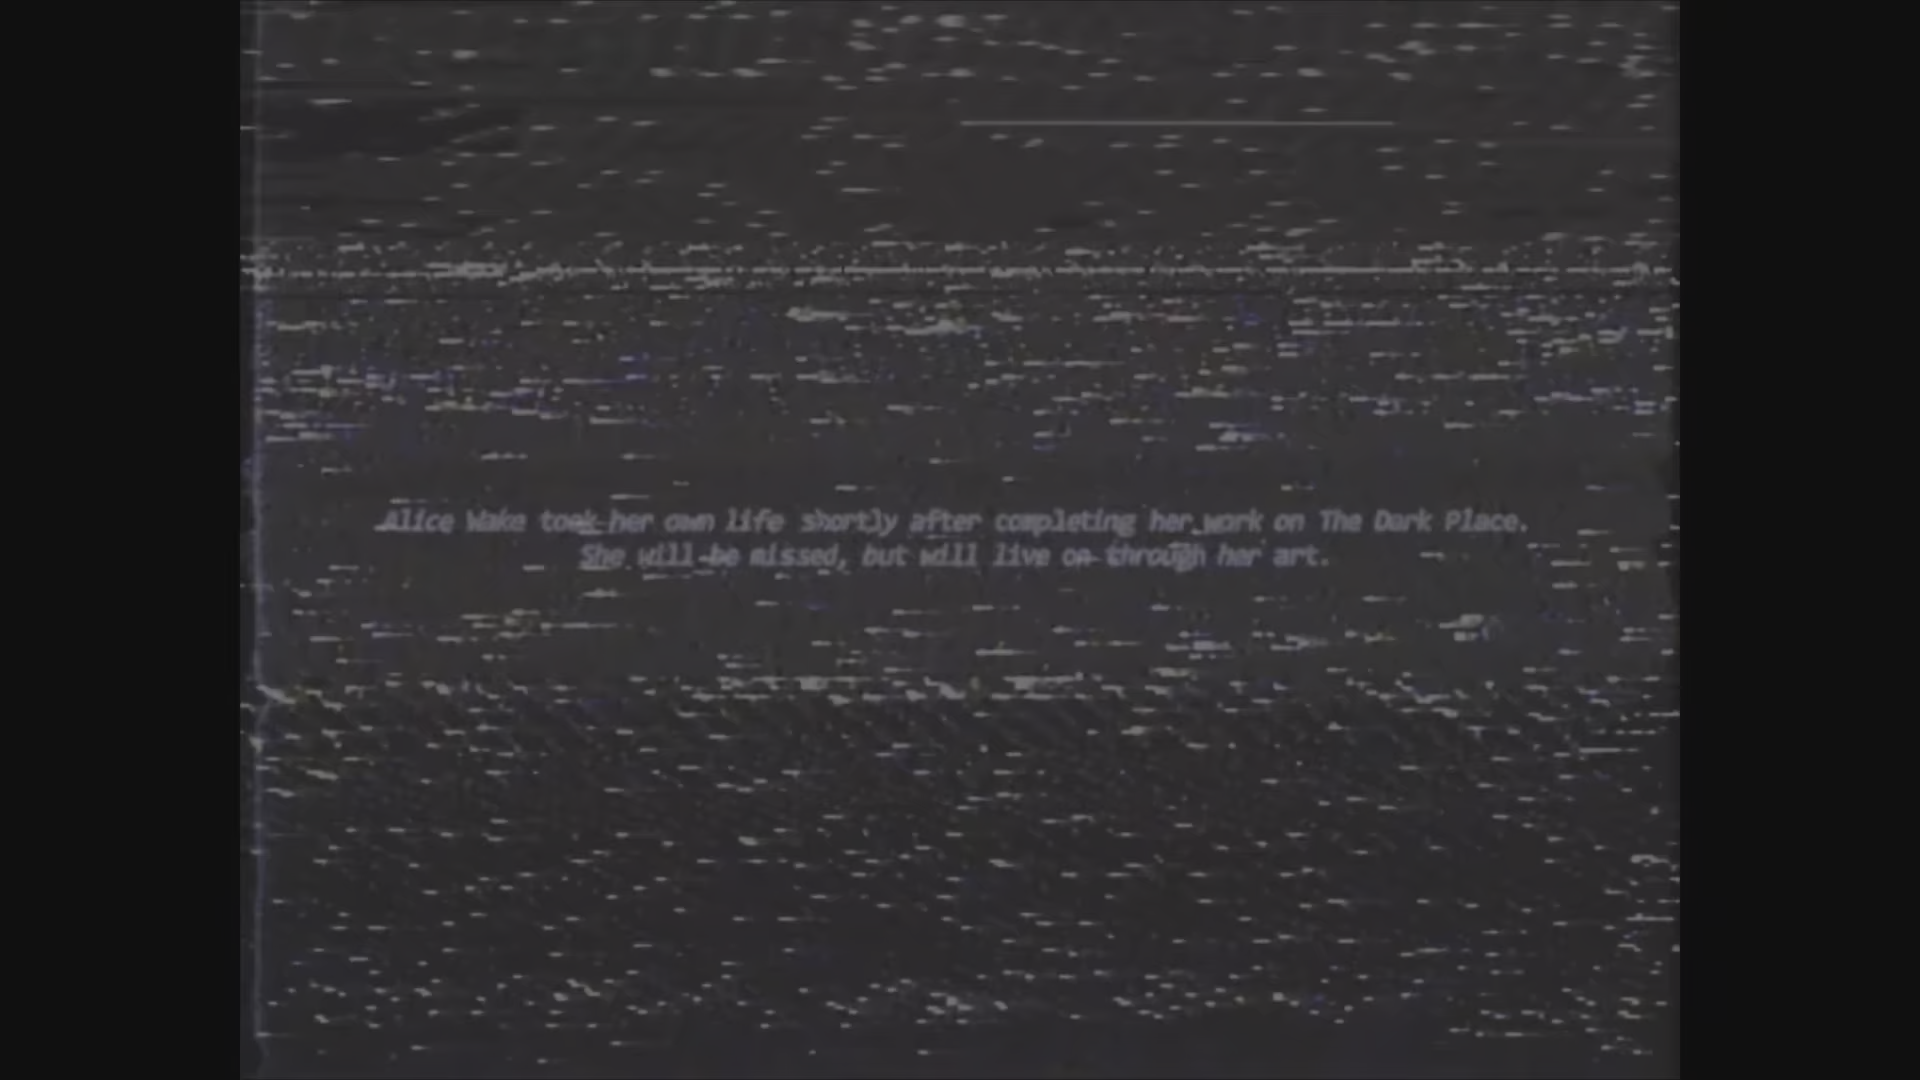 Alice Wake took her own life shortly after completing her work on The Dark Place.
She will be missed, but will live on through her art.